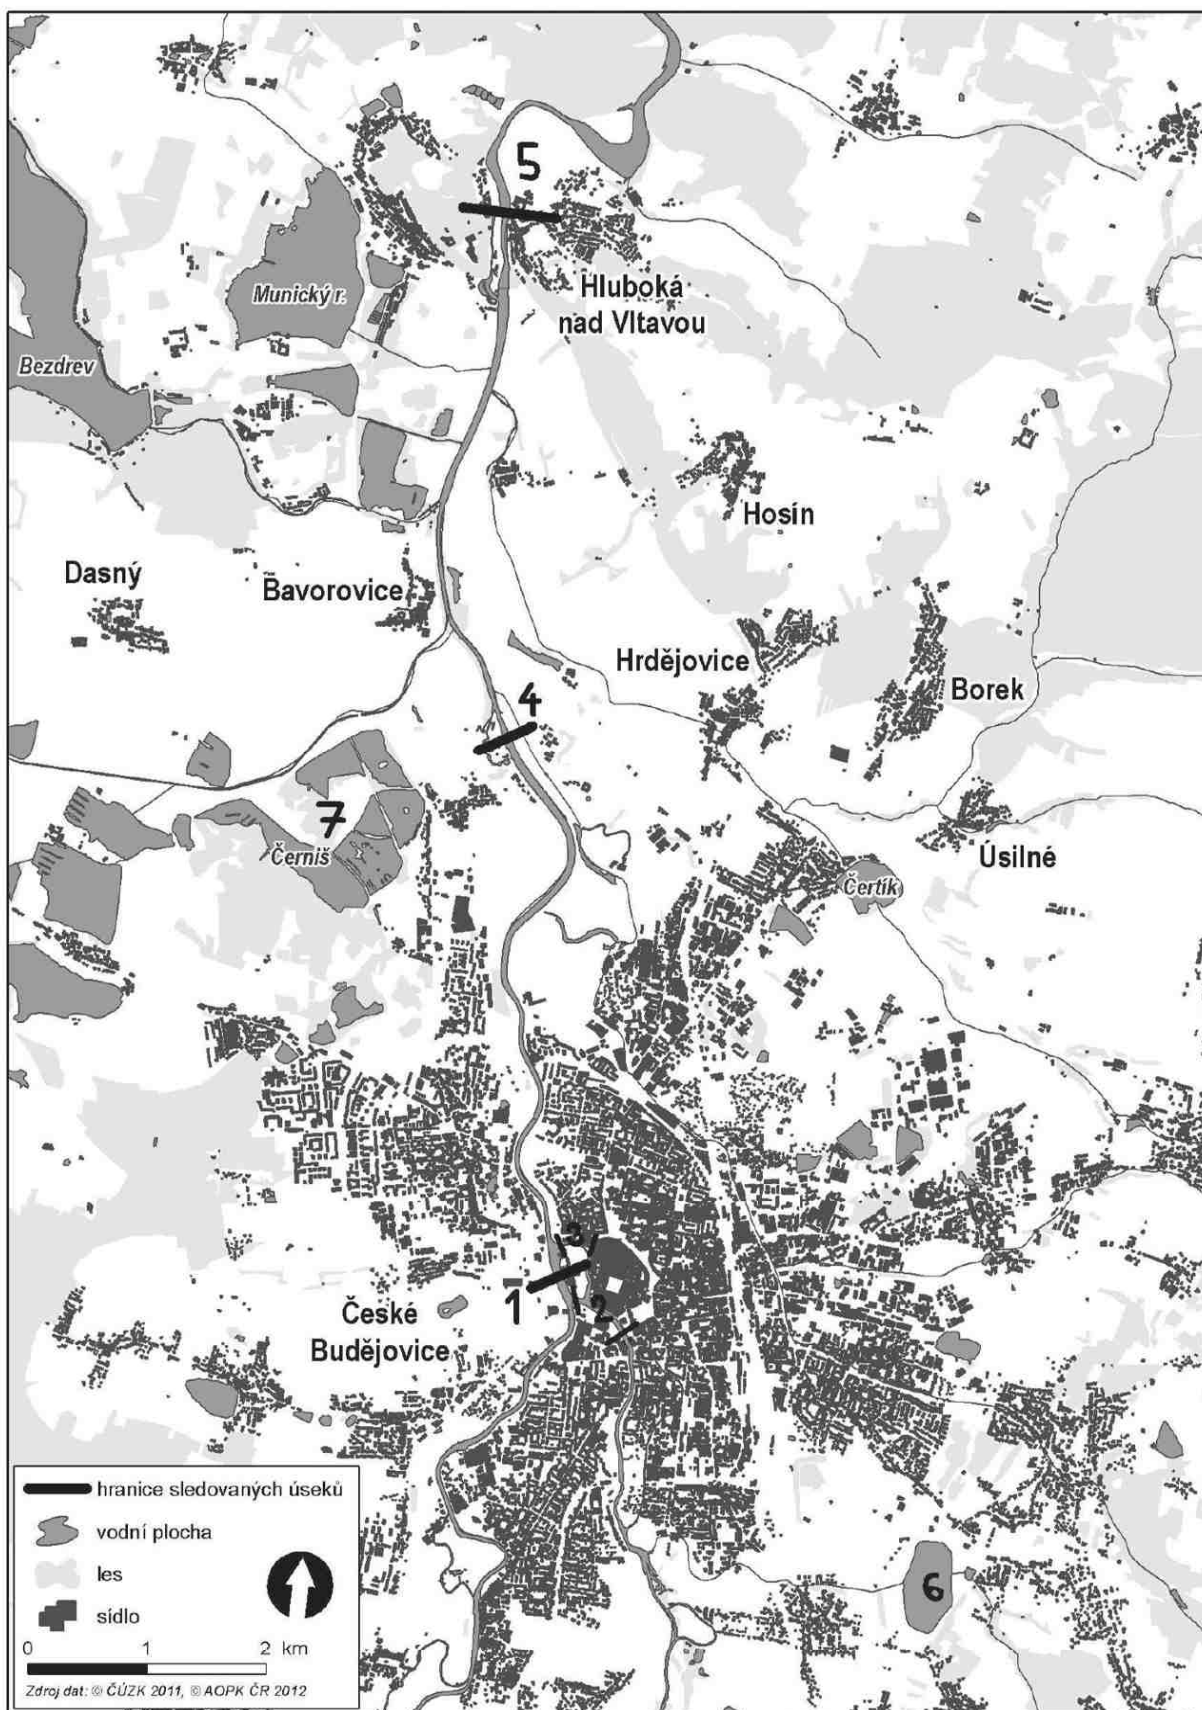 5
Hluboká
nad Vltavou
Munický r.
Bezdrev
Hosín
Dasný
Bavorovice
Hrdějovice
Borek
4
7
Černiš
Úsilné
Čertík
3
1
2
České
Budějovice
6
hranice sledovaných úseků
vodní plocha
les
sídlo
0 1 2 km
Zdroj dat: © ČÚZK 2011, © AOPK ČR 2012